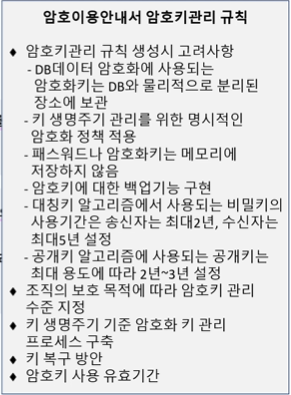 암호이용안내서 암호키관리 규칙
♦ 암호키관리 규칙 생성시 고려사항
- DB데이터 암호화에 사용되는
암호화키는 DB와 물리적으로 분리된
장소에 보관
- 키 생명주기 관리를 위한 명시적인
암호화 정책 적용
- 패스워드나 암호화키는 메모리에
저장하지 않음
- 암호키에 대한 백업기능 구현
- 대칭키 알고리즘에서 사용되는 비밀키의
사용기간은 송신자는 최대2년, 수신자는
최대5년 설정
- 공개키 알고리즘에 사용되는 공개키는
최대 용도에 따라 2년~3년 설정
♦ 조직의 보호 목적에 따라 암호키 관리
수준 지정
♦ 키 생명주기 기준 암호화 키 관리
프로세스 구축
♦ 키 복구 방안
♦ 암호키 사용 유효기간